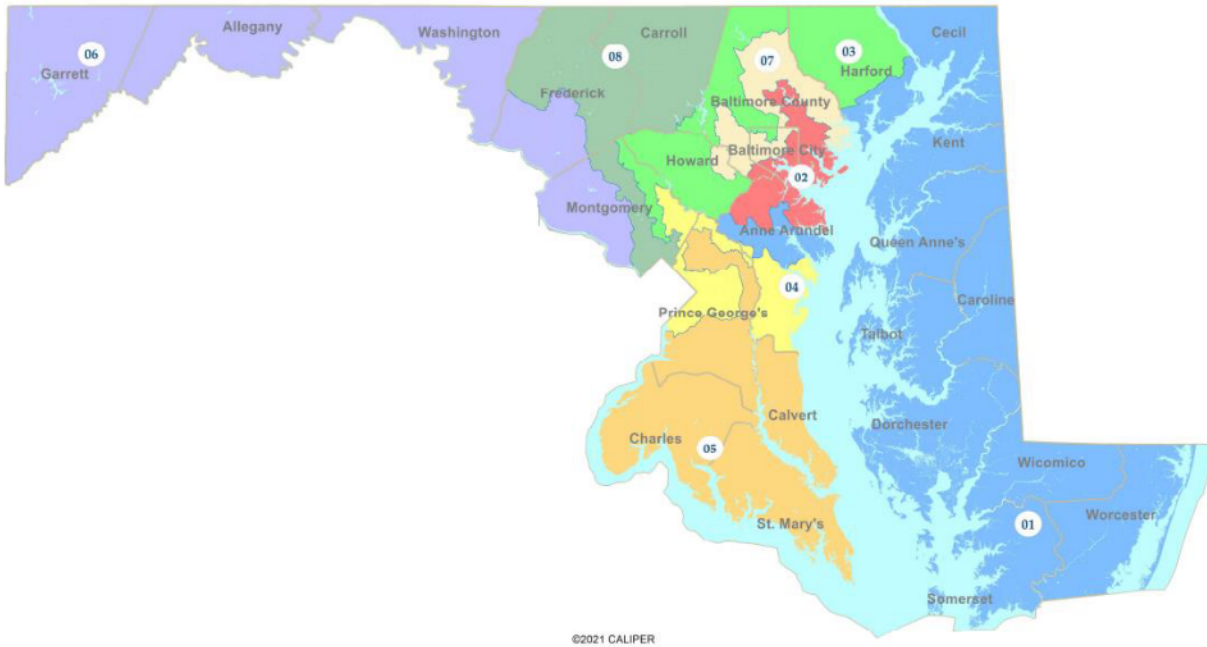 Allegany
Washington
Carroll
Cecil
06
08
07
03
Garrett
Harford
Frederick
Baltimore County
Kent
Baltimore City
Howard
02
Montgomery
Anne Arundel
Queen Anne's
04
Caroline
Prince George's
Talbot
Calvert
Dorchester
Charles
05
Wicomico
St. Mary's
01
Worcester
Somerset
©2021 CALIPER